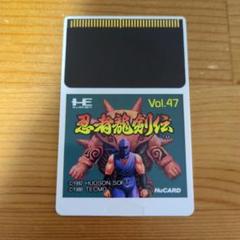 HE
Vol.47
忍者龍剣伝
©1992 HUDSON SOFT
©1988 TECMO
HuCARD